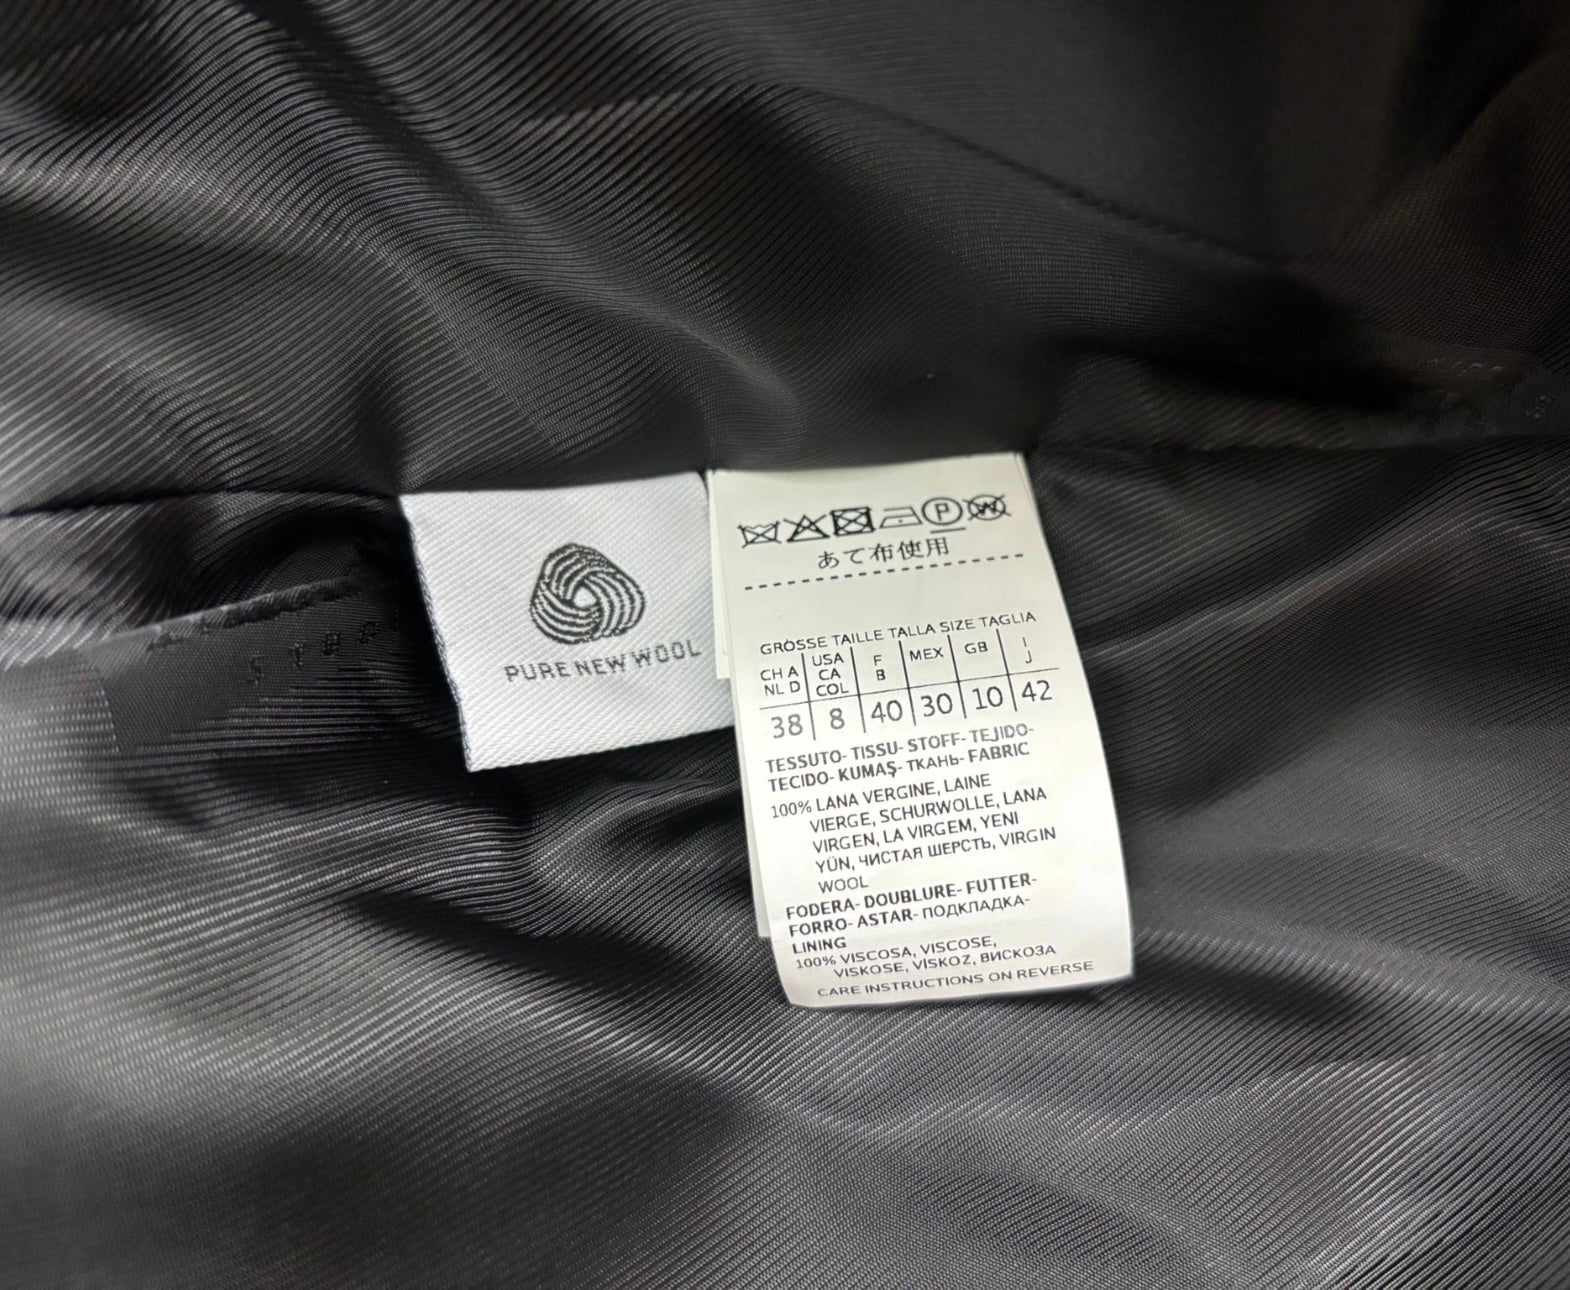 PURE NEW WOOL
P W
あて布使用
GRÖSSE TAILLE TALLA SIZE TAGLIA
CH A USA F MEX GB I
NL D CA B J
COL
38 8 40 30 10 42
TESSUTO- TISSU- STOFF- TEJIDO-
TECIDO- KUMAŞ- ТКАНЬ- FABRIC
100% LANA VERGINE, LAINE
VIERGE, SCHURWOLLE, LANA
VIRGEN, LA VIRGEM, YENI
YÜN, ЧИСТАЯ ШЕРСТЬ, VIRGIN
WOOL
FODERA- DOUBLURE- FUTTER-
FORRO- ASTAR- ПОДКЛАДКА-
LINING
100% VISCOSA, VISCOSE,
VISKOSE, VISKOZ, ВИСКОЗА
CARE INSTRUCTIONS ON REVERSE